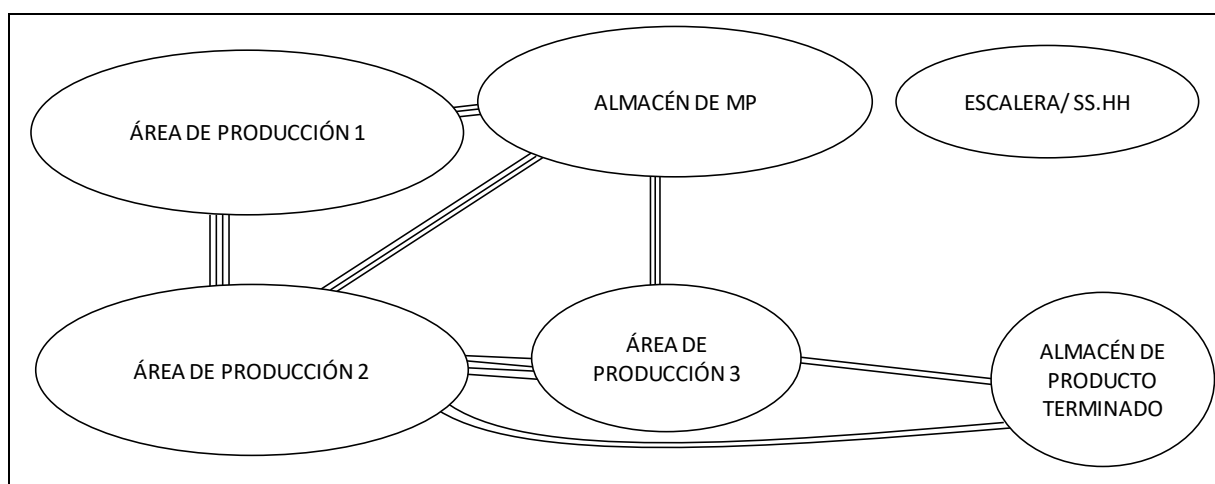 ÁREA DE PRODUCCIÓN 1
ALMACÉN DE MP
ESCALERA/ SS.HH
ÁREA DE PRODUCCIÓN 2
ÁREA DE
PRODUCCIÓN 3
ALMACÉN DE
PRODUCTO
TERMINADO